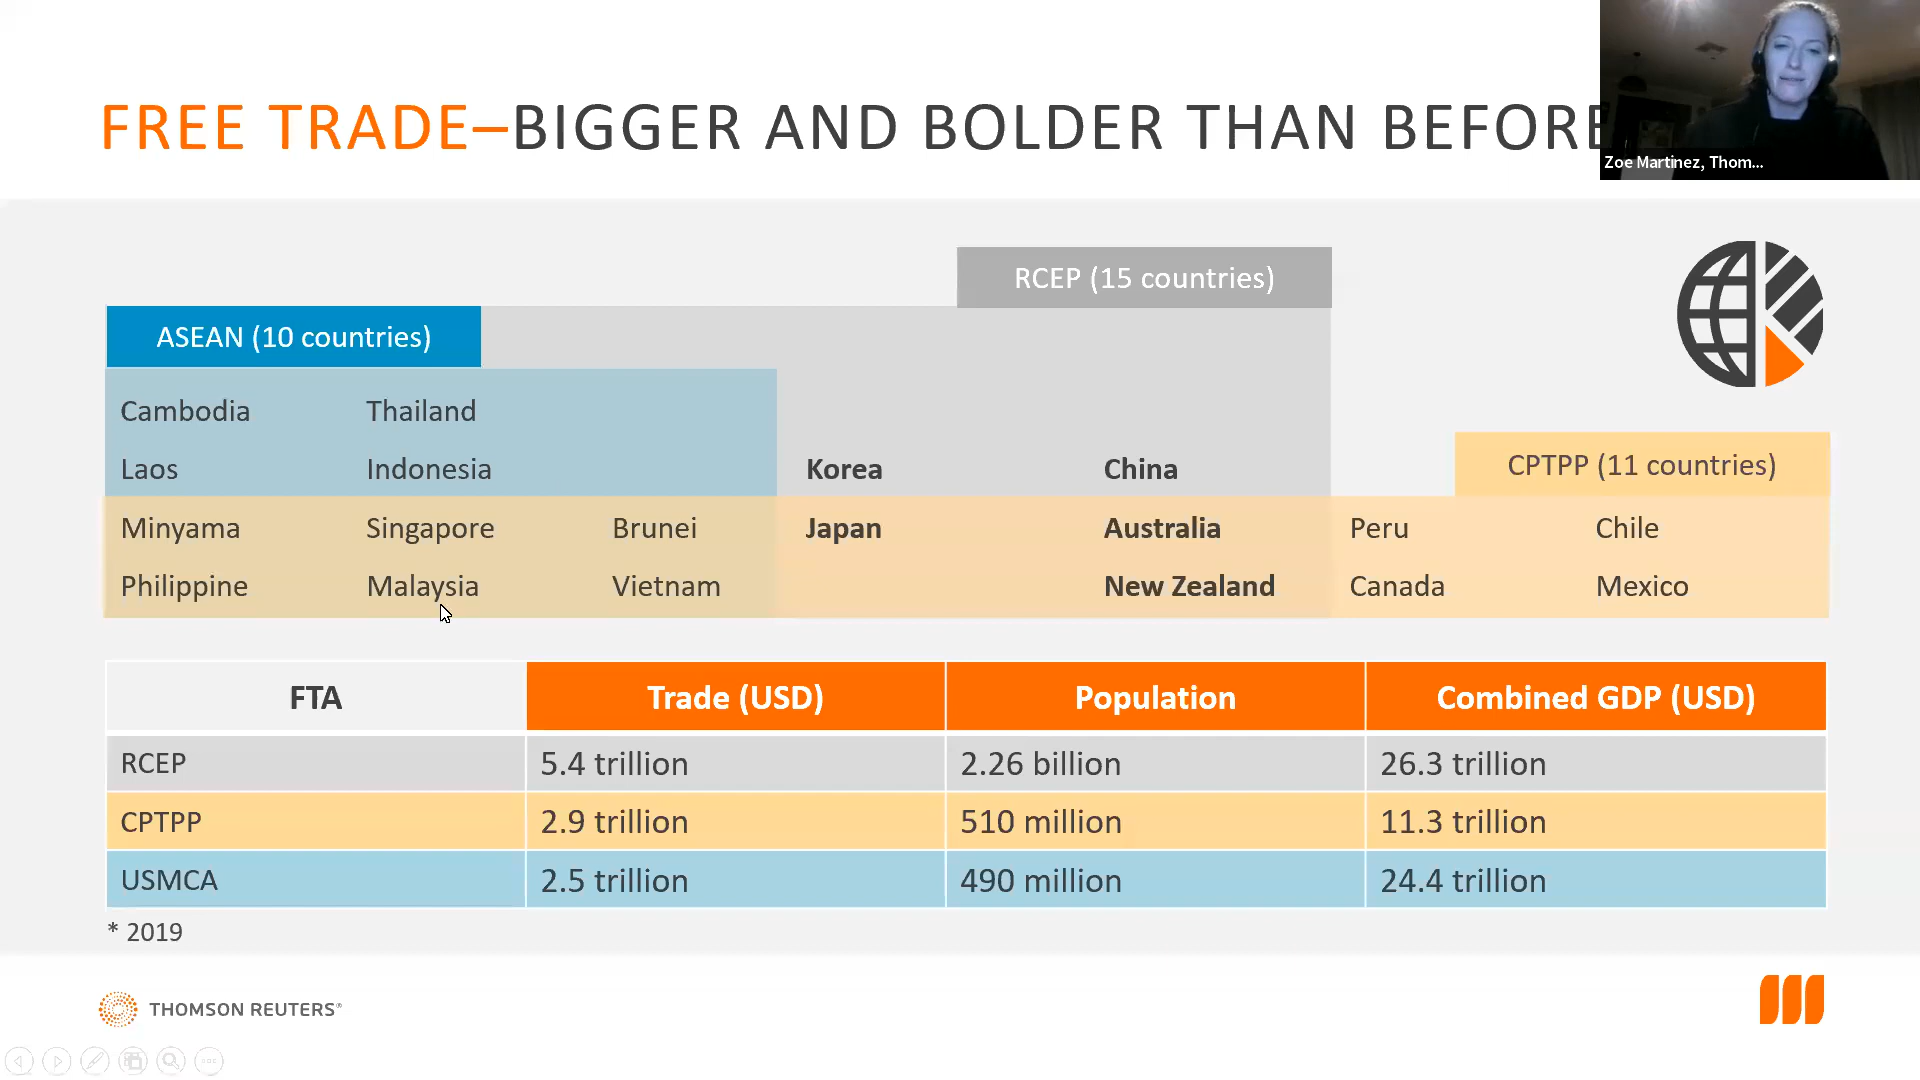 FREE TRADE–BIGGER AND BOLDER THAN BEFORE
Zoe Martinez, Thom...
RCEP (15 countries)
ASEAN (10 countries)
Cambodia Thailand
Laos Indonesia Korea China
CPTPP (11 countries)
Minyama Singapore Brunei Japan Australia Peru Chile
Philippine Malaysia Vietnam New Zealand Canada Mexico
FTA Trade (USD) Population Combined GDP (USD)
RCEP 5.4 trillion 2.26 billion 26.3 trillion
CPTPP 2.9 trillion 510 million 11.3 trillion
USMCA 2.5 trillion 490 million 24.4 trillion
* 2019
THOMSON REUTERS®